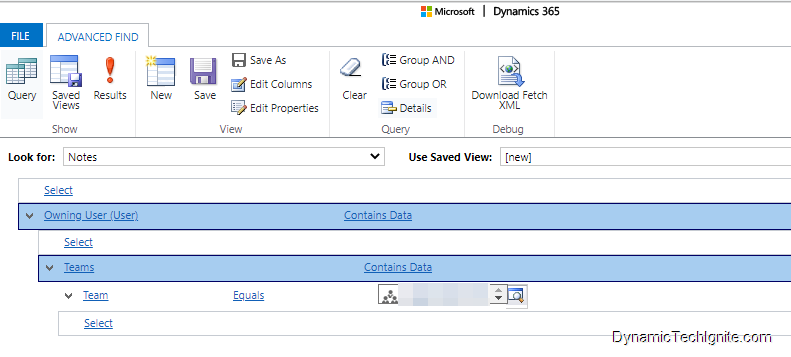 Microsoft | Dynamics 365
FILE ADVANCED FIND
Query Saved Views Results New Save Save As Edit Columns Edit Properties Clear Group AND Group OR Details Download Fetch XML
Show View Query Debug
Look for: Notes Use Saved View: [new]
Select
Owning User (User) Contains Data
Select
Teams Contains Data
Team Equals
Select
DynamicTechIgnite.com